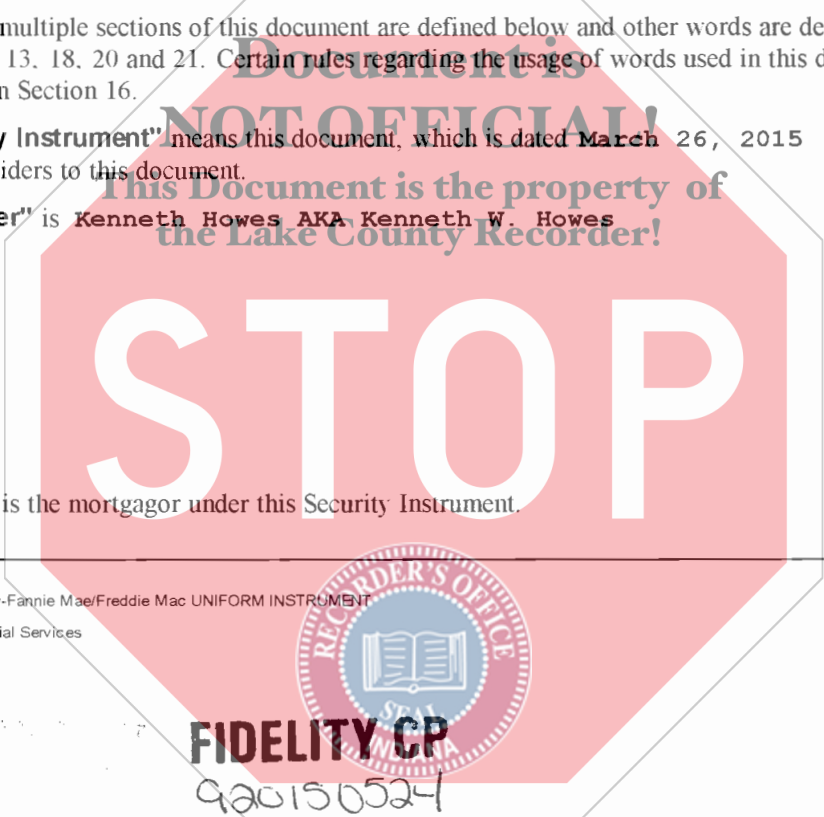 multiple sections of this document are defined below and other words are de
13, 18, 20 and 21. Certain rules regarding the usage of words used in this d
n Section 16.
Document is
NOT OFFICIAL!
This Document is the property of
the Lake County Recorder!
y Instrument" means this document, which is dated March 26, 2015
iders to this document.
er" is Kenneth Howes AKA Kenneth W. Howes
STOP
is the mortgagor under this Security Instrument.
-Fannie Mae/Freddie Mac UNIFORM INSTRUMENT
ial Services
RECORDER'S OFFICE
SEAL
INDIANA
FIDELITY CP
920150524